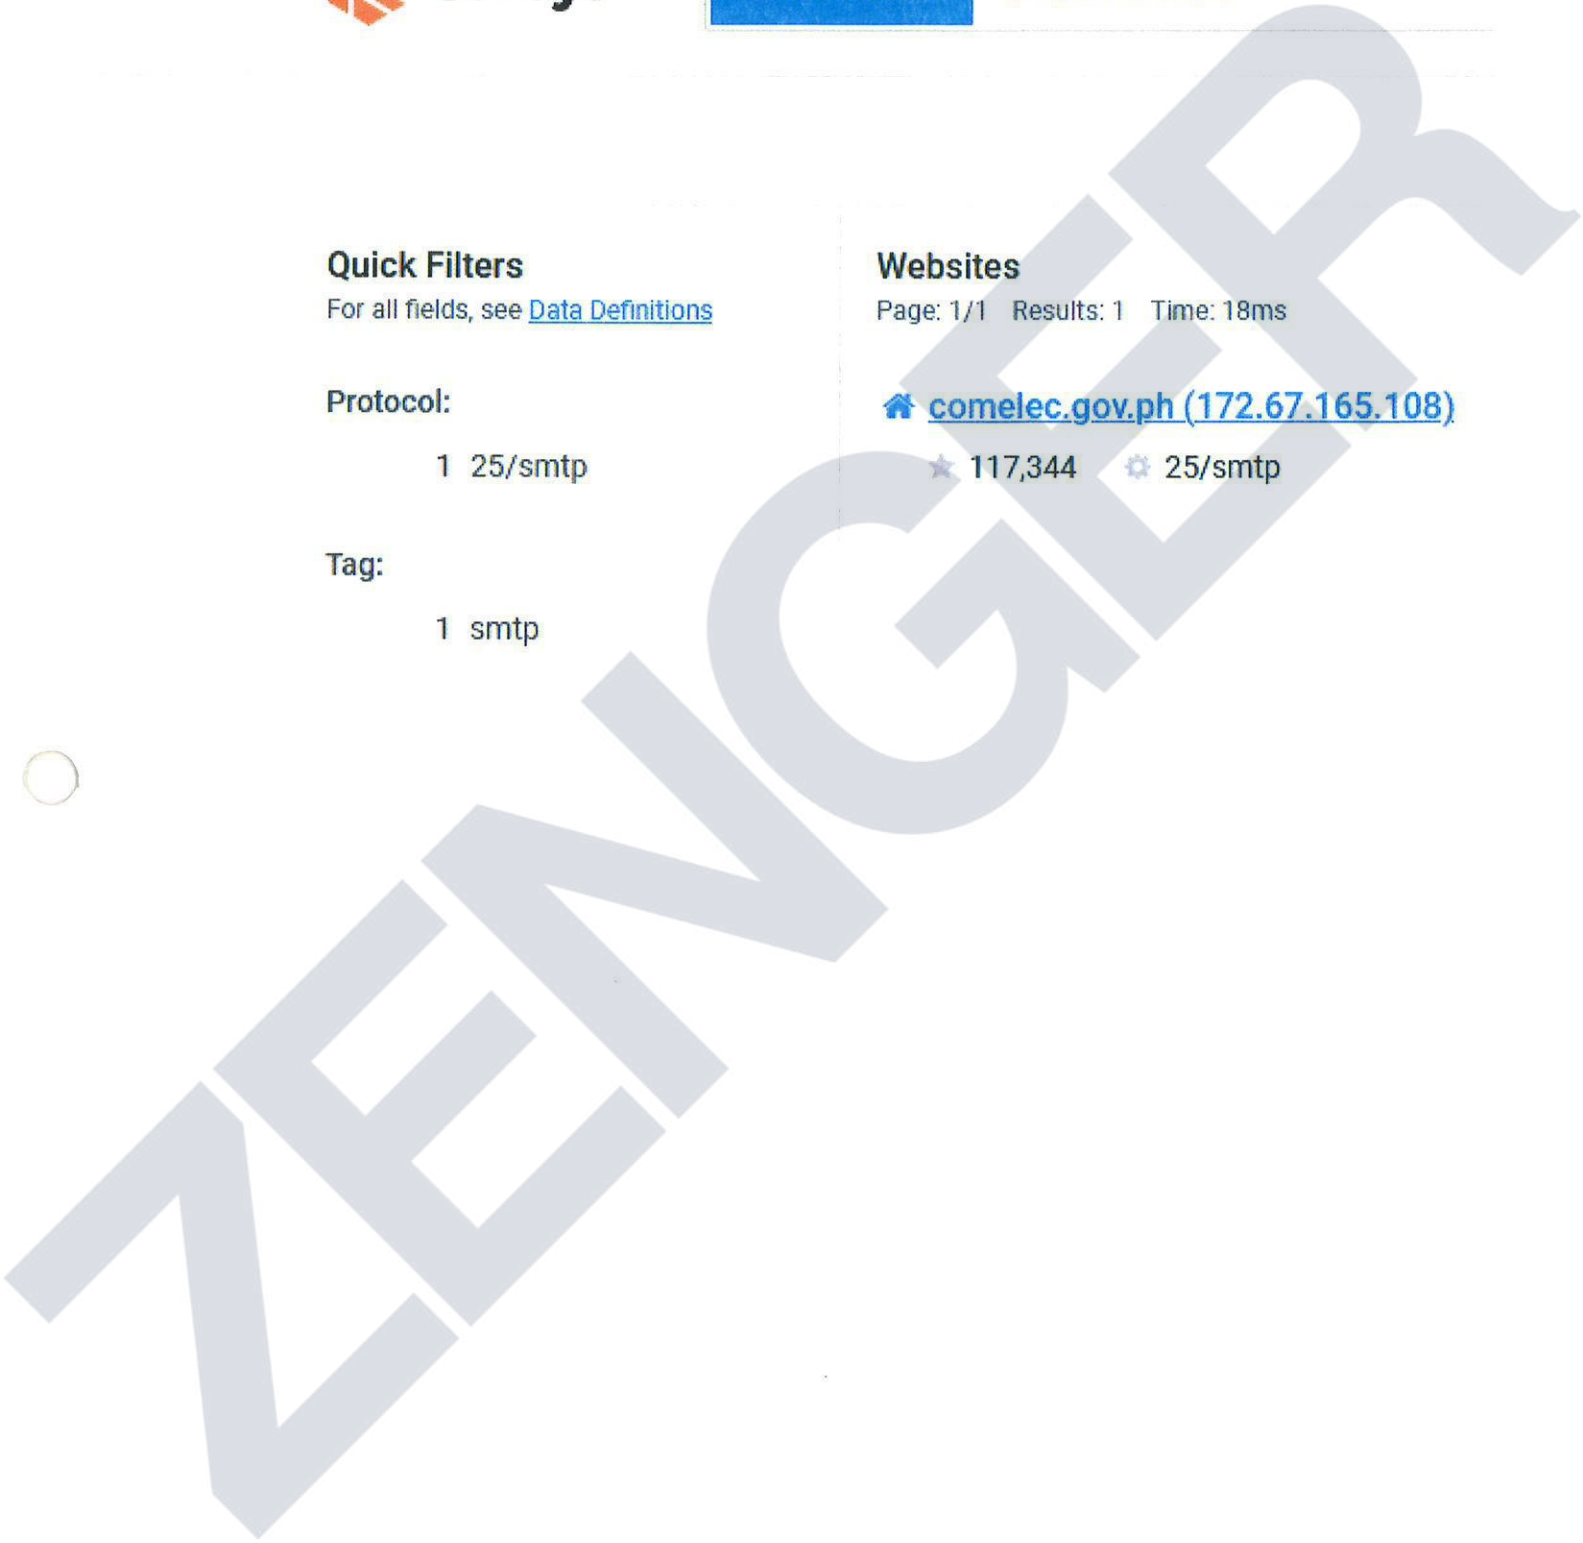 Quick Filters
For all fields, see Data Definitions
Protocol:
1 25/smtp
Tag:
1 smtp
Websites
Page: 1/1 Results: 1 Time: 18ms
comelec.gov.ph (172.67.165.108)
117,344 25/smtp
ZENGER